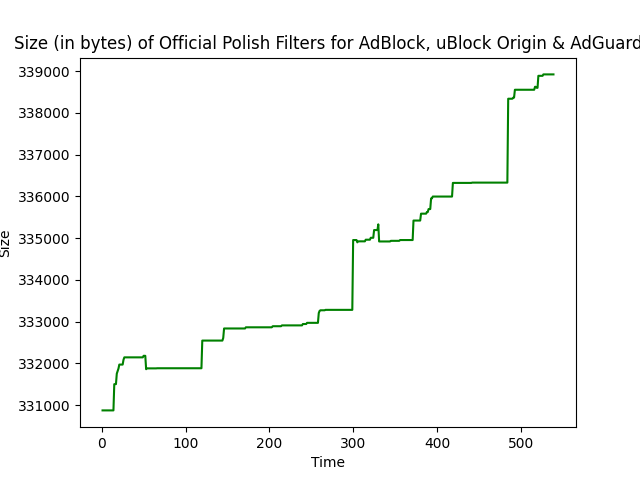 Size (in bytes) of Official Polish Filters for AdBlock, uBlock Origin & AdGuard
339000
338000
337000
336000
335000
334000
333000
332000
331000
Size
0 100 200 300 400 500
Time